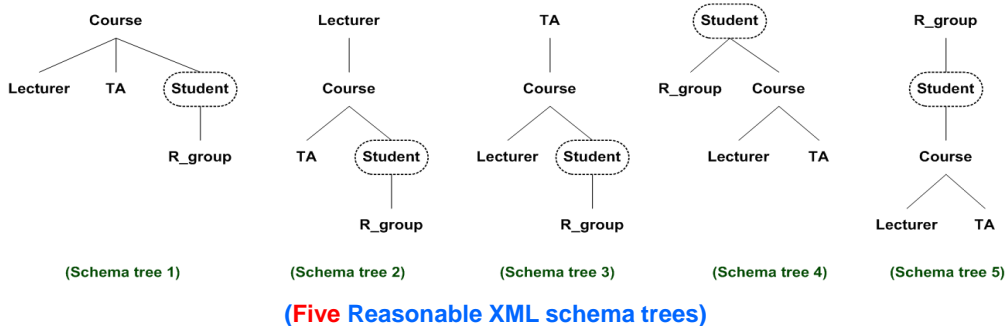 Course
Lecturer TA Student
R_group
(Schema tree 1)
Lecturer
Course
TA Student
R_group
(Schema tree 2)
TA
Course
Lecturer Student
R_group
(Schema tree 3)
Student
R_group Course
Lecturer TA
(Schema tree 4)
R_group
Student
Course
Lecturer TA
(Schema tree 5)
(Five Reasonable XML schema trees)